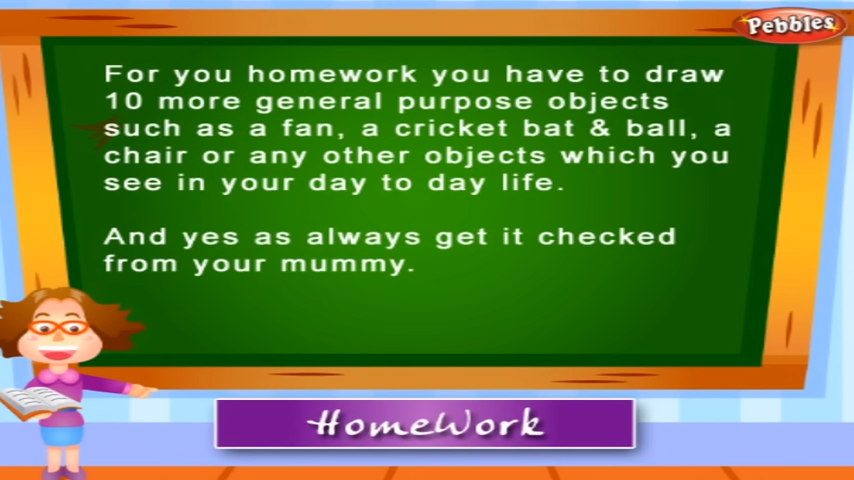 Pebbles
For you homework you have to draw
10 more general purpose objects
such as a fan, a cricket bat & ball, a
chair or any other objects which you
see in your day to day life.
And yes as always get it checked
from your mummy.
HomeWork